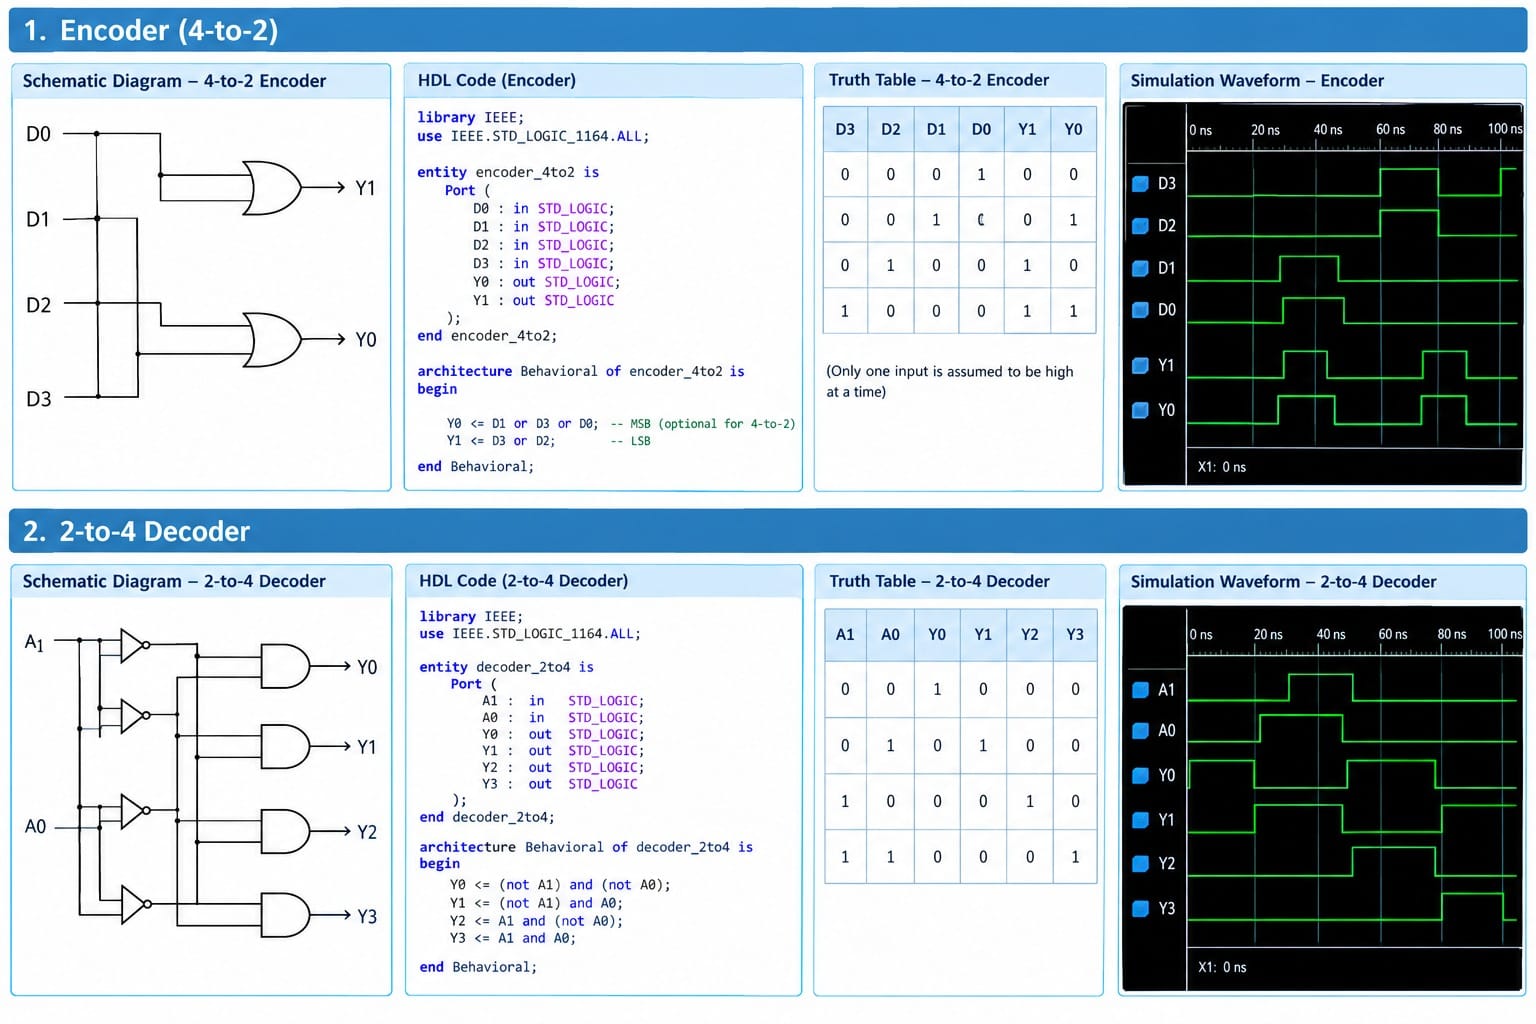 1. Encoder (4-to-2)
Schematic Diagram – 4-to-2 Encoder
D0
D1
D2
D3
Y1
Y0
HDL Code (Encoder)
library IEEE;
use IEEE.STD_LOGIC_1164.ALL;
entity encoder_4to2 is
Port (
D0 : in STD_LOGIC;
D1 : in STD_LOGIC;
D2 : in STD_LOGIC;
D3 : in STD_LOGIC;
Y0 : out STD_LOGIC;
Y1 : out STD_LOGIC
);
end encoder_4to2;
architecture Behavioral of encoder_4to2 is
begin
Y0 <= D1 or D3 or D0; -- MSB (optional for 4-to-2)
Y1 <= D3 or D2; -- LSB
end Behavioral;
Truth Table – 4-to-2 Encoder
D3 D2 D1 D0 Y1 Y0
0 0 0 1 0 0
0 0 1 0 1
0 1 0 0 1 0
1 0 0 0 1 1
(Only one input is assumed to be high
at a time)
Simulation Waveform – Encoder
0 ns 20 ns 40 ns 60 ns 80 ns 100 ns
D3
D2
D1
D0
Y1
Y0
X1: 0 ns
2. 2-to-4 Decoder
Schematic Diagram – 2-to-4 Decoder
A1
A0
Y0
Y1
Y2
Y3
HDL Code (2-to-4 Decoder)
library IEEE;
use IEEE.STD_LOGIC_1164.ALL;
entity decoder_2to4 is
Port (
A1 : in STD_LOGIC;
A0 : in STD_LOGIC;
Y0 : out STD_LOGIC;
Y1 : out STD_LOGIC;
Y2 : out STD_LOGIC;
Y3 : out STD_LOGIC
);
end decoder_2to4;
architecture Behavioral of decoder_2to4 is
begin
Y0 <= (not A1) and (not A0);
Y1 <= (not A1) and A0;
Y2 <= A1 and (not A0);
Y3 <= A1 and A0;
end Behavioral;
Truth Table – 2-to-4 Decoder
A1 A0 Y0 Y1 Y2 Y3
0 0 1 0 0 0
0 1 0 1 0 0
1 0 0 0 1 0
1 1 0 0 0 1
Simulation Waveform – 2-to-4 Decoder
0 ns 20 ns 40 ns 60 ns 80 ns 100 ns
A1
A0
Y0
Y1
Y2
Y3
X1: 0 ns